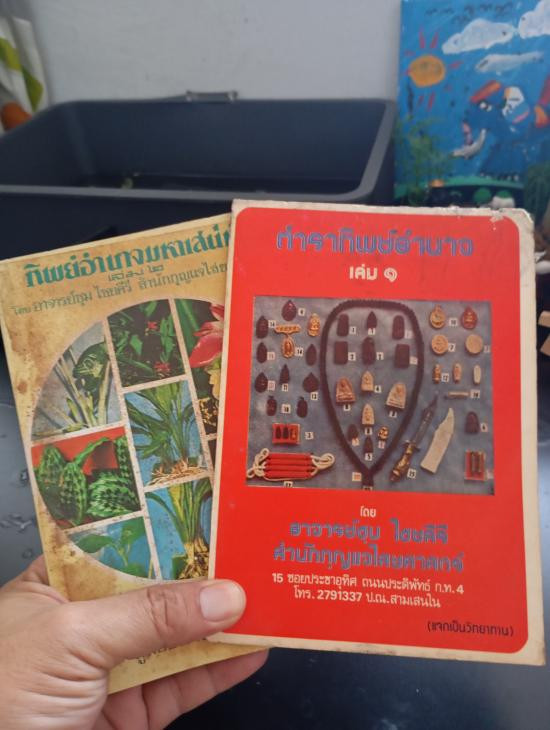 ทิพย์อำนาจมหาเสน่ห์
เล่ม ๒
โดย อาจารย์ชุม ไชยคีรี สำนักกุญแจไสย
ตำราทิพย์อำนาจ
เล่ม ๑
โดย
อาจารย์ชุม ไชยคีรี
สำนักกุญแจไสยศาสตร์
15 ซอยประชาอุทิศ ถนนประดิพัทธ์ ก.ท. 4
โทร. 2791337 ป.ณ. สามเสนใน
(แจกเป็นวิทยาทาน)